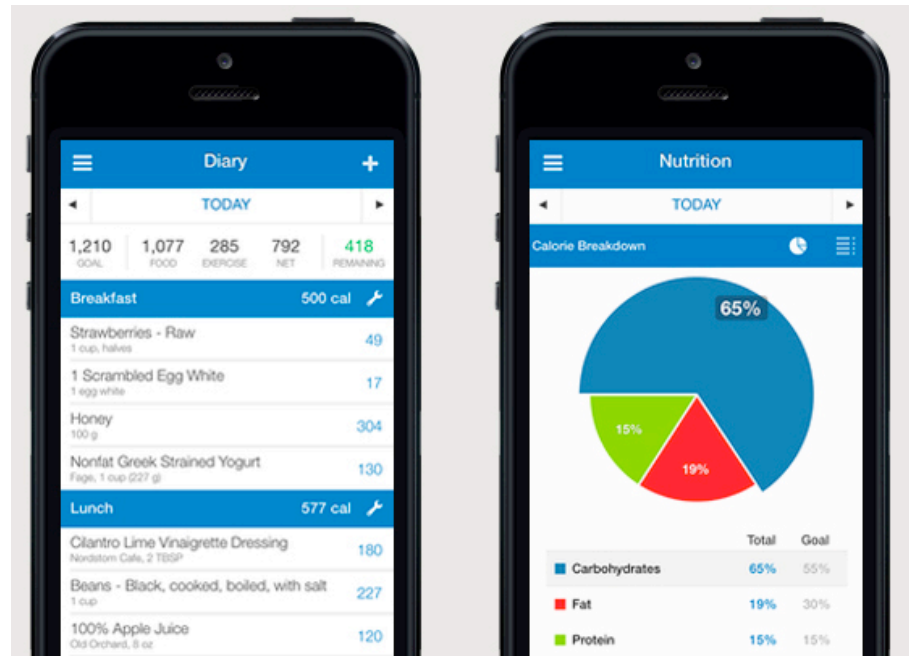 Diary
TODAY
1,210 1,077 285 792 418
GOAL FOOD EXERCISE NET REMAINING
Breakfast 500 cal
Strawberries - Raw 49
1 cup, halves
1 Scrambled Egg White 17
1 egg white
Honey 304
100 g
Nonfat Greek Strained Yogurt 130
Fage, 1 cup (227 g)
Lunch 577 cal
Cilantro Lime Vinaigrette Dressing 180
Nordstom Cafe, 2 TBSP
Beans - Black, cooked, boiled, with salt 227
1 cup
100% Apple Juice 120
Old Orchard, 8 oz
Nutrition
TODAY
Calorie Breakdown
65%
15%
19%
Total Goal
Carbohydrates 65% 55%
Fat 19% 30%
Protein 15% 15%